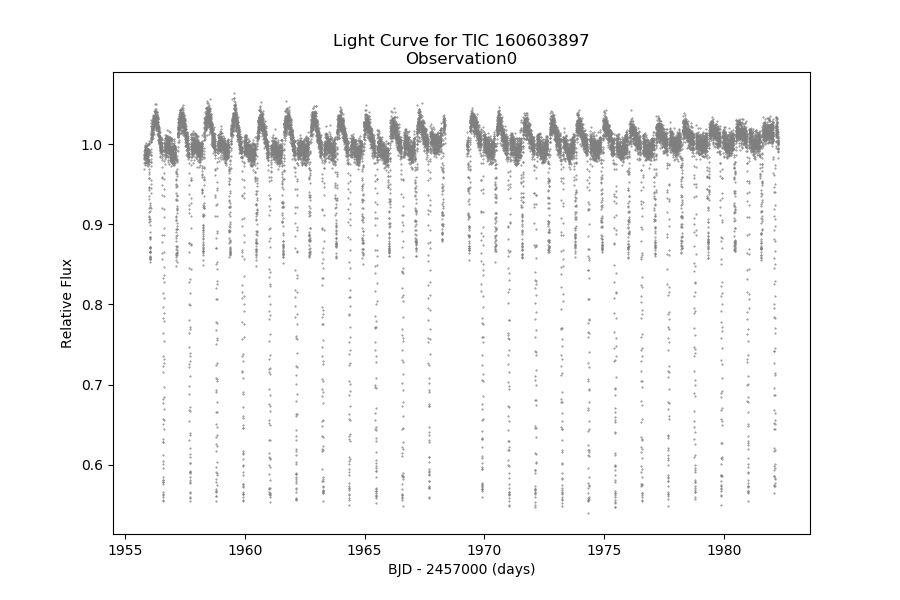 Light Curve for TIC 160603897
Observation0
1.0
0.9
0.8
0.7
0.6
Relative Flux
1955
1960
1965
1970
1975
1980
BJD - 2457000 (days)